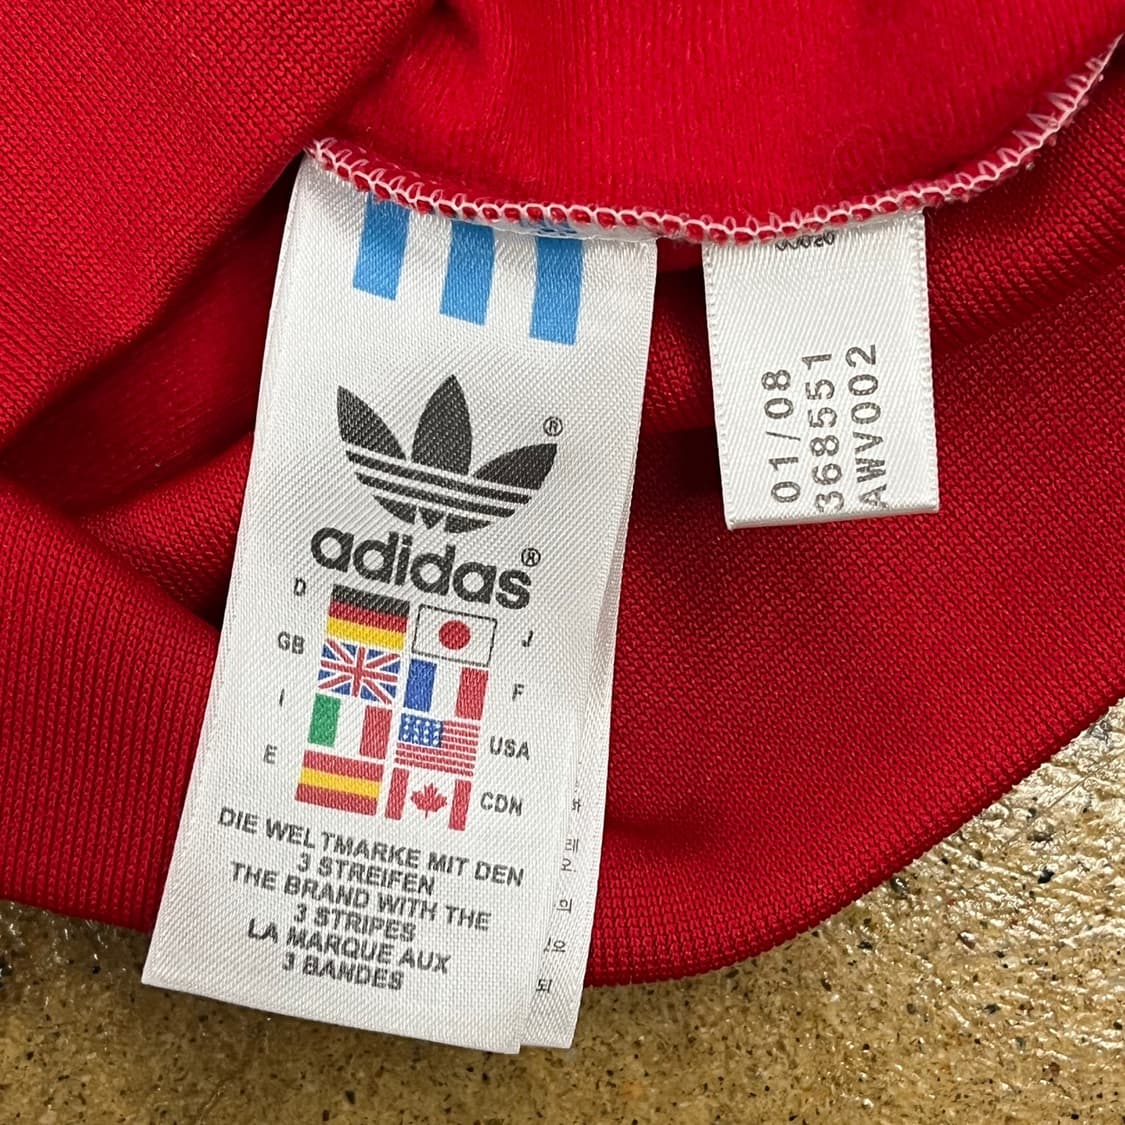 ®
adidas®
D
J
GB
F
I
USA
E
CDN
DIE WELTMARKE MIT DEN
3 STREIFEN
THE BRAND WITH THE
3 STRIPES
LA MARQUE AUX
3 BANDES
01/08
368551
AWV002